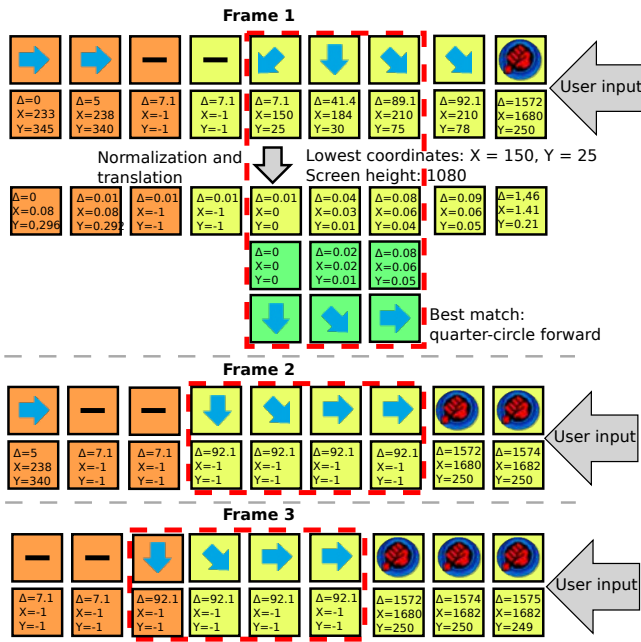 Frame 1
Δ=0 Δ=5 Δ=7.1 Δ=7.1 Δ=7.1 Δ=41.4 Δ=89.1 Δ=92.1 Δ=1572
X=233 X=238 X=-1 X=-1 X=150 X=184 X=210 X=210 X=1680
Y=345 Y=340 Y=-1 Y=-1 Y=25 Y=30 Y=75 Y=78 Y=250
User input
Normalization and
translation
Lowest coordinates: X = 150, Y = 25
Screen height: 1080
Δ=0 Δ=0.01 Δ=0.01 Δ=0.01 Δ=0.01 Δ=0.04 Δ=0.08 Δ=0.09 Δ=1,46
X=0.08 X=0.08 X=-1 X=-1 X=0 X=0.03 X=0.06 X=0.06 X=1.41
Y=0,296 Y=0.292 Y=-1 Y=-1 Y=0 Y=0.01 Y=0.04 Y=0.05 Y=0.21
Δ=0 Δ=0.02 Δ=0.08
X=0 X=0.02 X=0.06
Y=0 Y=0.01 Y=0.05
Best match:
quarter-circle forward
Frame 2
Δ=5 Δ=7.1 Δ=7.1 Δ=92.1 Δ=92.1 Δ=92.1 Δ=92.1 Δ=1572 Δ=1574
X=238 X=-1 X=-1 X=-1 X=-1 X=-1 X=-1 X=1680 X=1682
Y=340 Y=-1 Y=-1 Y=-1 Y=-1 Y=-1 Y=-1 Y=250 Y=250
User input
Frame 3
Δ=7.1 Δ=7.1 Δ=92.1 Δ=92.1 Δ=92.1 Δ=92.1 Δ=1572 Δ=1574 Δ=1575
X=-1 X=-1 X=-1 X=-1 X=-1 X=-1 X=1680 X=1682 X=1682
Y=-1 Y=-1 Y=-1 Y=-1 Y=-1 Y=-1 Y=250 Y=250 Y=249
User input